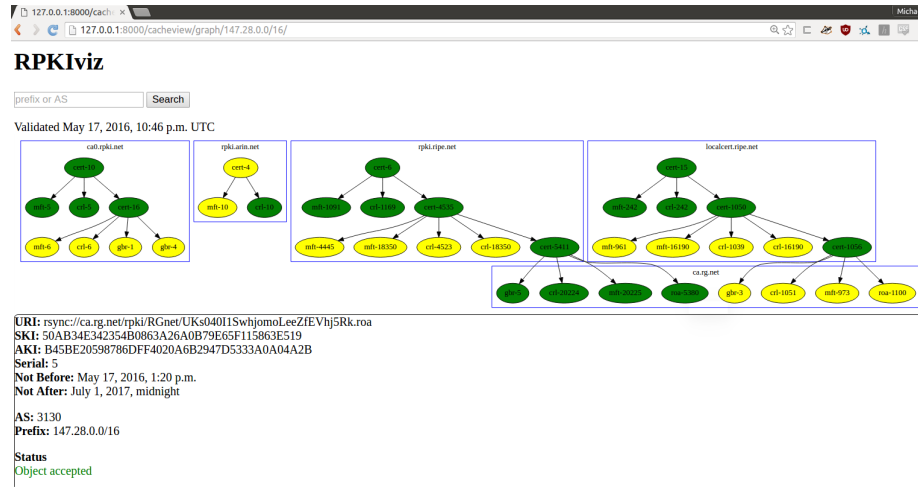 127.0.0.1:8000/cache
Micha
127.0.0.1:8000/cacheview/graph/147.28.0.0/16/
RPKIviz
prefix or AS Search
Validated May 17, 2016, 10:46 p.m. UTC
ca0.rpki.net rpki.arin.net rpki.ripe.net localcert.ripe.net
cert-10 cert-4 cert-6 cert-15
mft-5 crl-5 cert-16 mft-10 crl-10 mft-1091 crl-1109 cert-4535 mft-242 crl-242 cert-1050
mft-6 crl-6 gbr-1 gbr-4 mft-4445 mft-18350 crl-4523 crl-18350 cert-5411 mft-961 mft-16190 crl-1039 crl-16190 cert-1056
ca.rg.net
gbr-5 crl-20224 mft-20225 roa-5380 gbr-3 crl-1051 mft-973 roa-1100
URI: rsync://ca.rg.net/rpki/RGnet/UKs040I1SwhjomoLeeZfEVhj5Rk.roa
SKI: 50AB34E342354B0863A26A0B79E65F115863E519
AKI: B45BE20598786DFF4020A6B2947D5333A0A04A2B
Serial: 5
Not Before: May 17, 2016, 1:20 p.m.
Not After: July 1, 2017, midnight
AS: 3130
Prefix: 147.28.0.0/16
Status
Object accepted